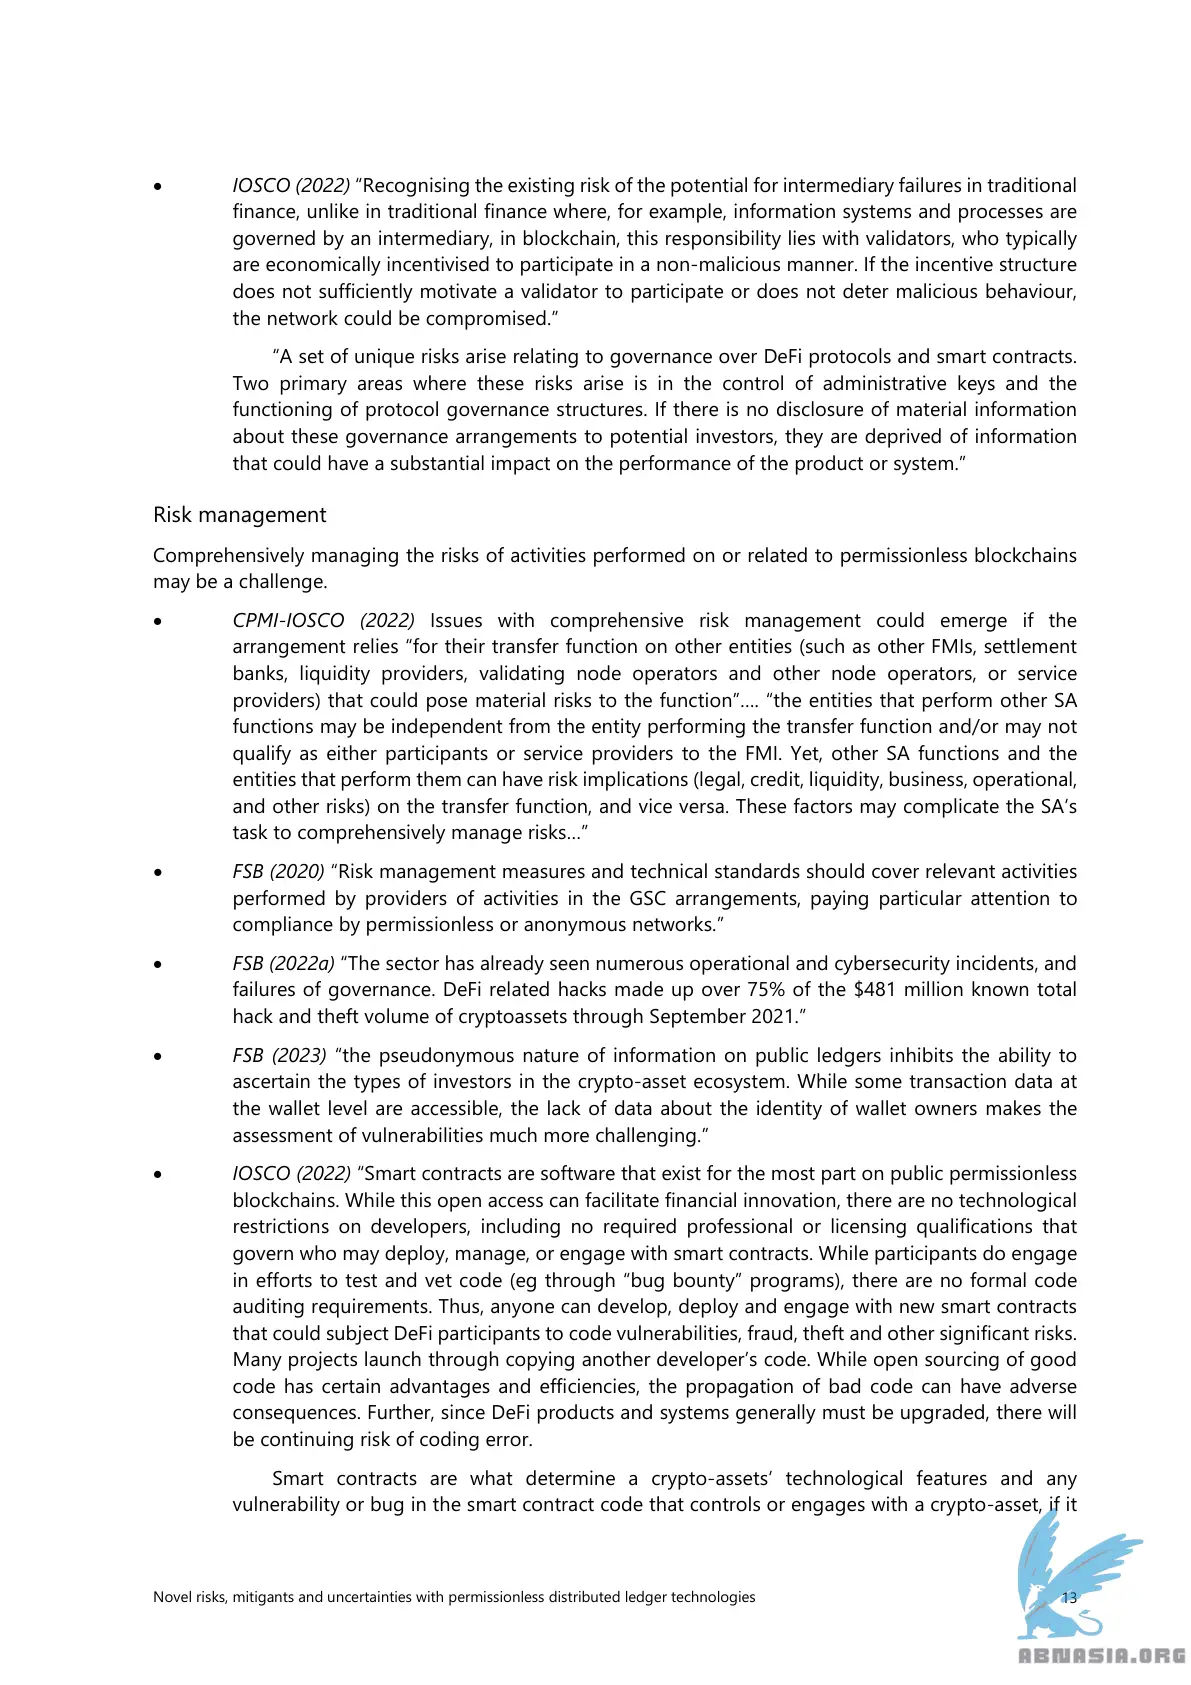 • IOSCO (2022) “Recognising the existing risk of the potential for intermediary failures in traditional
finance, unlike in traditional finance where, for example, information systems and processes are
governed by an intermediary, in blockchain, this responsibility lies with validators, who typically
are economically incentivised to participate in a non-malicious manner. If the incentive structure
does not sufficiently motivate a validator to participate or does not deter malicious behaviour,
the network could be compromised.”
“A set of unique risks arise relating to governance over DeFi protocols and smart contracts.
Two primary areas where these risks arise is in the control of administrative keys and the
functioning of protocol governance structures. If there is no disclosure of material information
about these governance arrangements to potential investors, they are deprived of information
that could have a substantial impact on the performance of the product or system.”
Risk management
Comprehensively managing the risks of activities performed on or related to permissionless blockchains
may be a challenge.
• CPMI-IOSCO (2022) Issues with comprehensive risk management could emerge if the
arrangement relies “for their transfer function on other entities (such as other FMIs, settlement
banks, liquidity providers, validating node operators and other node operators, or service
providers) that could pose material risks to the function”…. “the entities that perform other SA
functions may be independent from the entity performing the transfer function and/or may not
qualify as either participants or service providers to the FMI. Yet, other SA functions and the
entities that perform them can have risk implications (legal, credit, liquidity, business, operational,
and other risks) on the transfer function, and vice versa. These factors may complicate the SA’s
task to comprehensively manage risks…”
• FSB (2020) “Risk management measures and technical standards should cover relevant activities
performed by providers of activities in the GSC arrangements, paying particular attention to
compliance by permissionless or anonymous networks.”
• FSB (2022a) “The sector has already seen numerous operational and cybersecurity incidents, and
failures of governance. DeFi related hacks made up over 75% of the $481 million known total
hack and theft volume of cryptoassets through September 2021.”
• FSB (2023) “the pseudonymous nature of information on public ledgers inhibits the ability to
ascertain the types of investors in the crypto-asset ecosystem. While some transaction data at
the wallet level are accessible, the lack of data about the identity of wallet owners makes the
assessment of vulnerabilities much more challenging.”
• IOSCO (2022) “Smart contracts are software that exist for the most part on public permissionless
blockchains. While this open access can facilitate financial innovation, there are no technological
restrictions on developers, including no required professional or licensing qualifications that
govern who may deploy, manage, or engage with smart contracts. While participants do engage
in efforts to test and vet code (eg through “bug bounty” programs), there are no formal code
auditing requirements. Thus, anyone can develop, deploy and engage with new smart contracts
that could subject DeFi participants to code vulnerabilities, fraud, theft and other significant risks.
Many projects launch through copying another developer’s code. While open sourcing of good
code has certain advantages and efficiencies, the propagation of bad code can have adverse
consequences. Further, since DeFi products and systems generally must be upgraded, there will
be continuing risk of coding error.
Smart contracts are what determine a crypto-assets’ technological features and any
vulnerability or bug in the smart contract code that controls or engages with a crypto-asset, if it
Novel risks, mitigants and uncertainties with permissionless distributed ledger technologies 13
ABNASIA.ORG